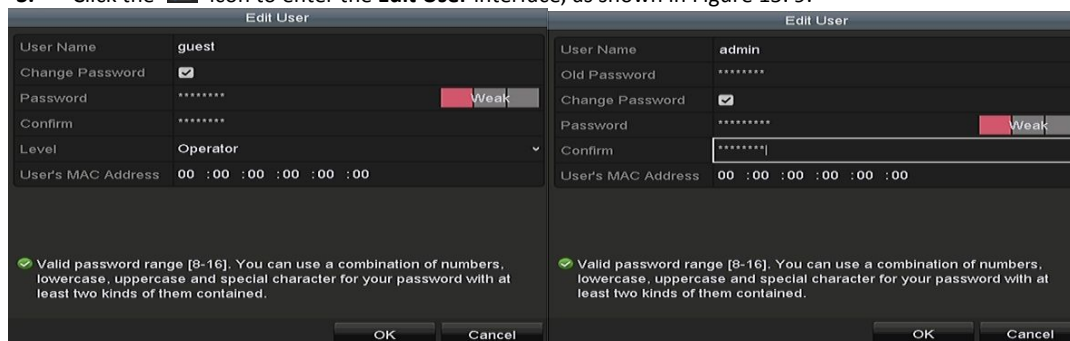 Click the icon to enter the Edit User interface, as shown in Figure 13. 9.
Edit User
User Name guest
Change Password
Password ******** Weak
Confirm ********
Level Operator
User's MAC Address 00 :00 :00 :00 :00 :00
Valid password range [8-16]. You can use a combination of numbers,
lowercase, uppercase and special character for your password with at
least two kinds of them contained.
OK Cancel
Edit User
User Name admin
Old Password ********
Change Password
Password ********* Weak
Confirm ********|
User's MAC Address 00 :00 :00 :00 :00 :00
Valid password range [8-16]. You can use a combination of numbers,
lowercase, uppercase and special character for your password with at
least two kinds of them contained.
OK Cancel